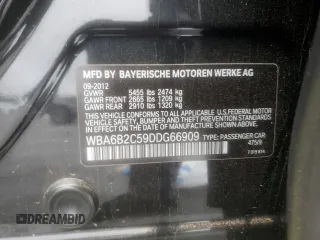 MFD BY BAYERISCHE MOTOREN WERKE AG
09-2012
GVWR 5455 lbs 2474 kg
GAWR FRONT 2665 lbs 1209 kg
GAWR REAR 2910 lbs 1320 kg
THIS VEHICLE CONFORMS TO ALL APPLICABLE FEDERAL
MOTOR VEHICLE SAFETY, BUMPER, AND THEFT PREVENTION
STANDARDS IN EFFECT ON THE DATE OF MANUFACTURE
SHOWN ABOVE.
WBA6B2C59DDG66909 TYPE: PASSENGER CAR
475/8
DREAMBID